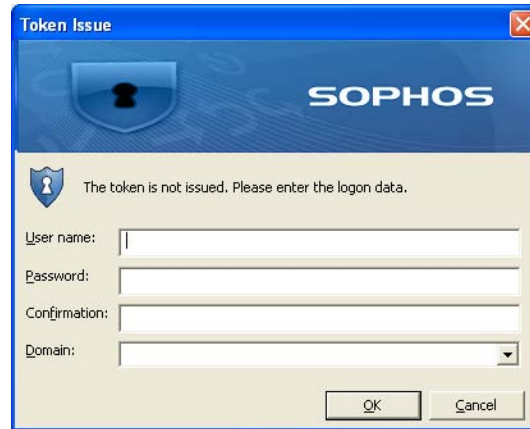 Token Issue
SOPHOS
The token is not issued. Please enter the logon data.
User name:
Password:
Confirmation:
Domain:
OK Cancel